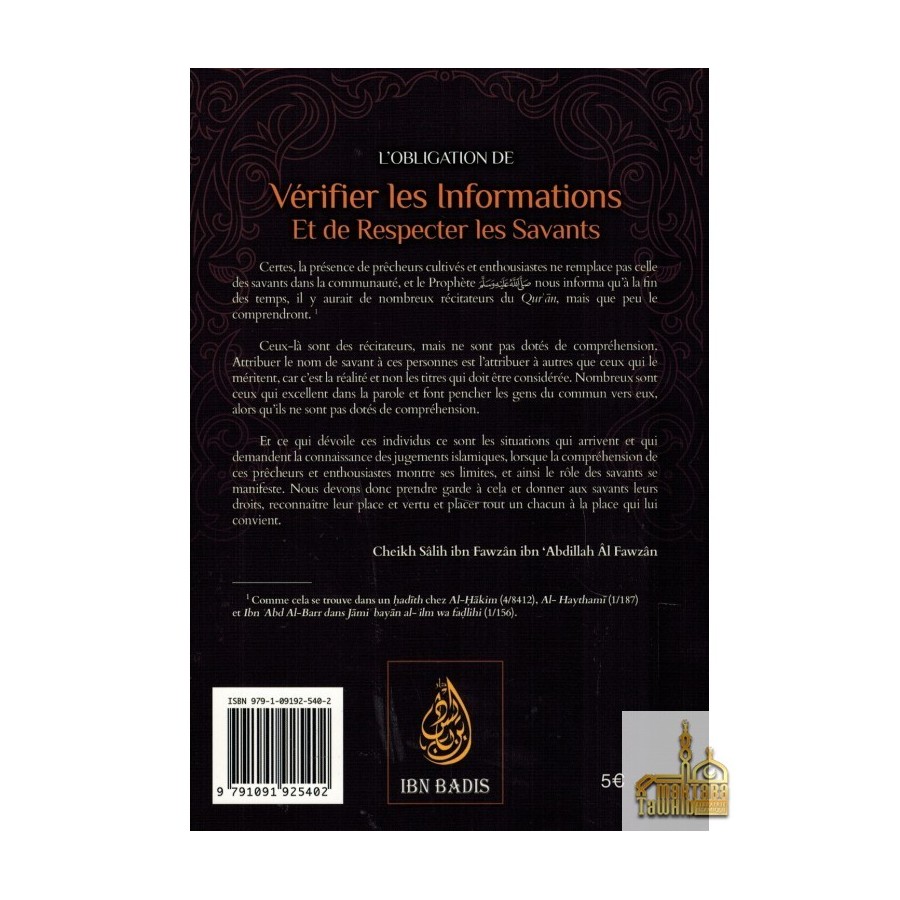 L'OBLIGATION DE
Vérifier les Informations
Et de Respecter les Savants
Certes, la présence de prêcheurs cultivés et enthousiastes ne remplace pas celle
des savants dans la communauté, et le Prophète ﷺ nous informa qu'à la fin
des temps, il y aurait de nombreux récitateurs du Qur'ān, mais que peu le
comprendront. ¹
Ceux-là sont des récitateurs, mais ne sont pas dotés de compréhension.
Attribuer le nom de savant à ces personnes est l'attribuer à autres que ceux qui le
méritent, car c'est la réalité et non les titres qui doit être considérée. Nombreux sont
ceux qui excellent dans la parole et font pencher les gens du commun vers eux,
alors qu'ils ne sont pas dotés de compréhension.
Et ce qui dévoile ces individus ce sont les situations qui arrivent et qui
demandent la connaissance des jugements islamiques, lorsque la compréhension de
ces prêcheurs et enthousiastes montre ses limites, et ainsi le rôle des savants se
manifeste. Nous devons donc prendre garde à cela et donner aux savants leurs
droits, reconnaître leur place et vertu et placer tout un chacun à la place qui lui
convient.
Cheikh Sâlih ibn Fawzân ibn 'Abdillah Âl Fawzân
¹ Comme cela se trouve dans un ḥadīth chez Al-Ḥākim (4/8412), Al- Haythamī (1/187)
et Ibn 'Abd Al-Barr dans Jāmi' bayān al- 'ilm wa faḍlihi (1/156).
ISBN 979-1-09192-540-2
9 791091 925402
دار
ابن باديس
IBN BADIS
5€
MAKTABA
TAWHID